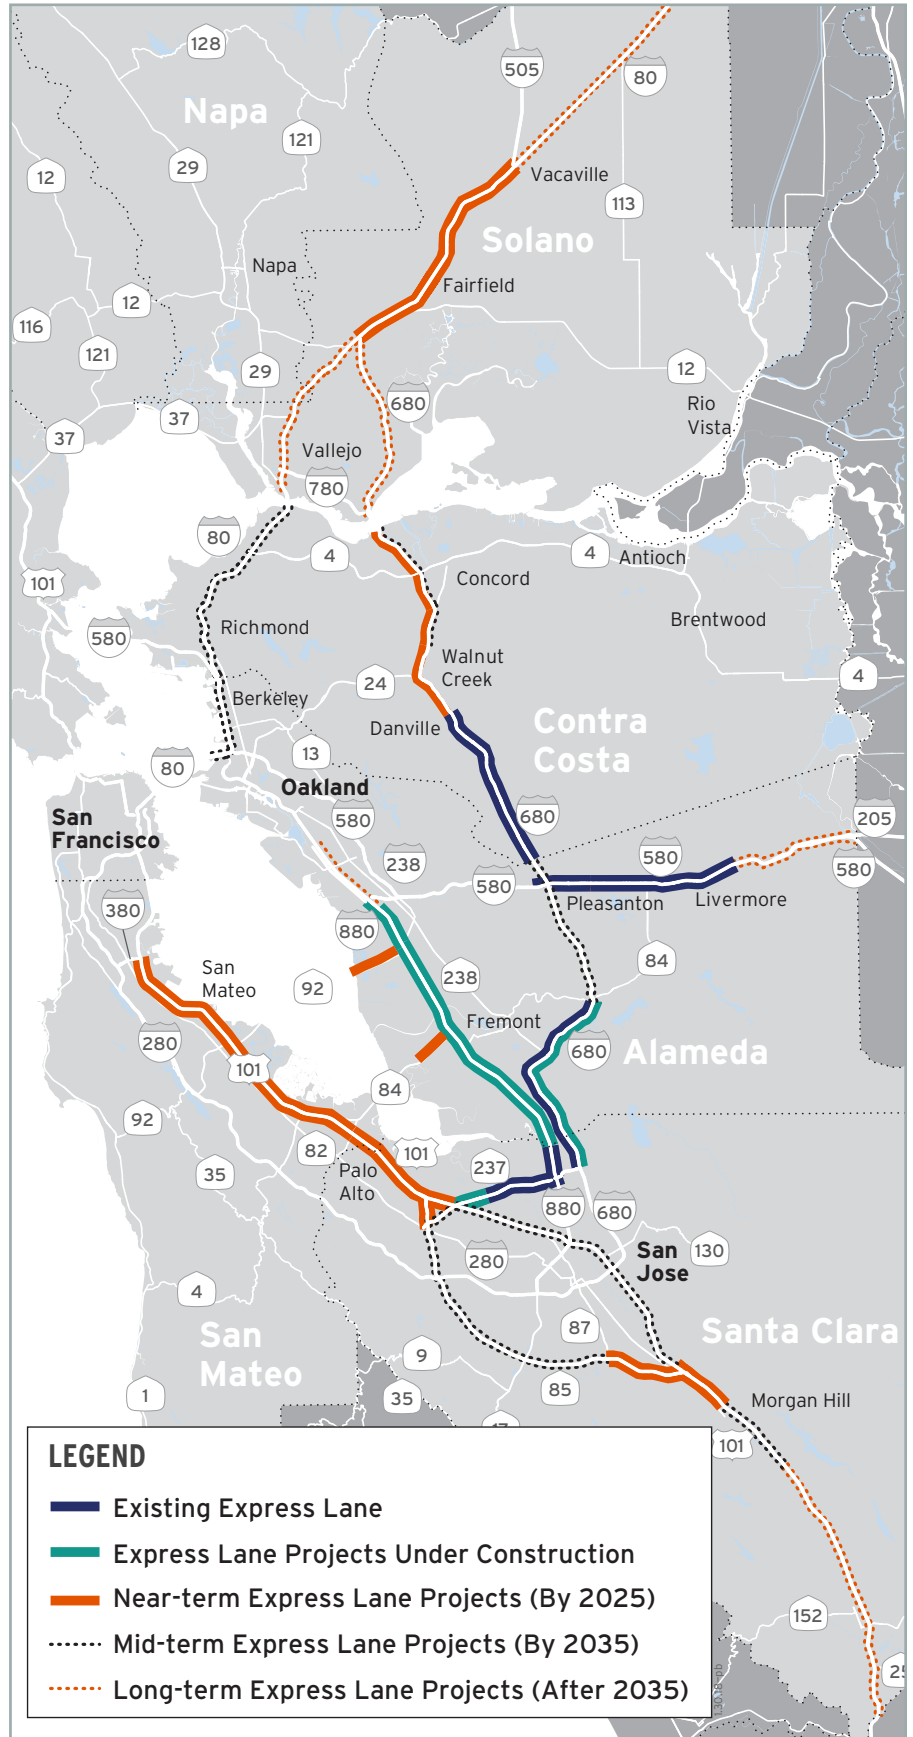 128
505
80
Napa
121
29
12
Vacaville
113
Solano
Napa
Fairfield
12
116
121
29
12
680
37
37
Rio
Vista
Vallejo
780
80
4
4
Antioch
101
Concord
580
Richmond
Brentwood
Walnut
Creek
24
4
Berkeley
Danville
Contra
Costa
13
80
Oakland
San
Francisco
580
680
205
238
580
580
580
Pleasanton
Livermore
380
880
84
San
Mateo
92
238
Fremont
280
680
Alameda
101
84
92
82
101
237
35
Palo
Alto
880
680
San
Jose
130
280
4
San
Mateo
87
Santa Clara
9
85
35
1
Morgan Hill
17
101
LEGEND
Existing Express Lane
Express Lane Projects Under Construction
Near-term Express Lane Projects (By 2025)
152
Mid-term Express Lane Projects (By 2035)
Long-term Express Lane Projects (After 2035)